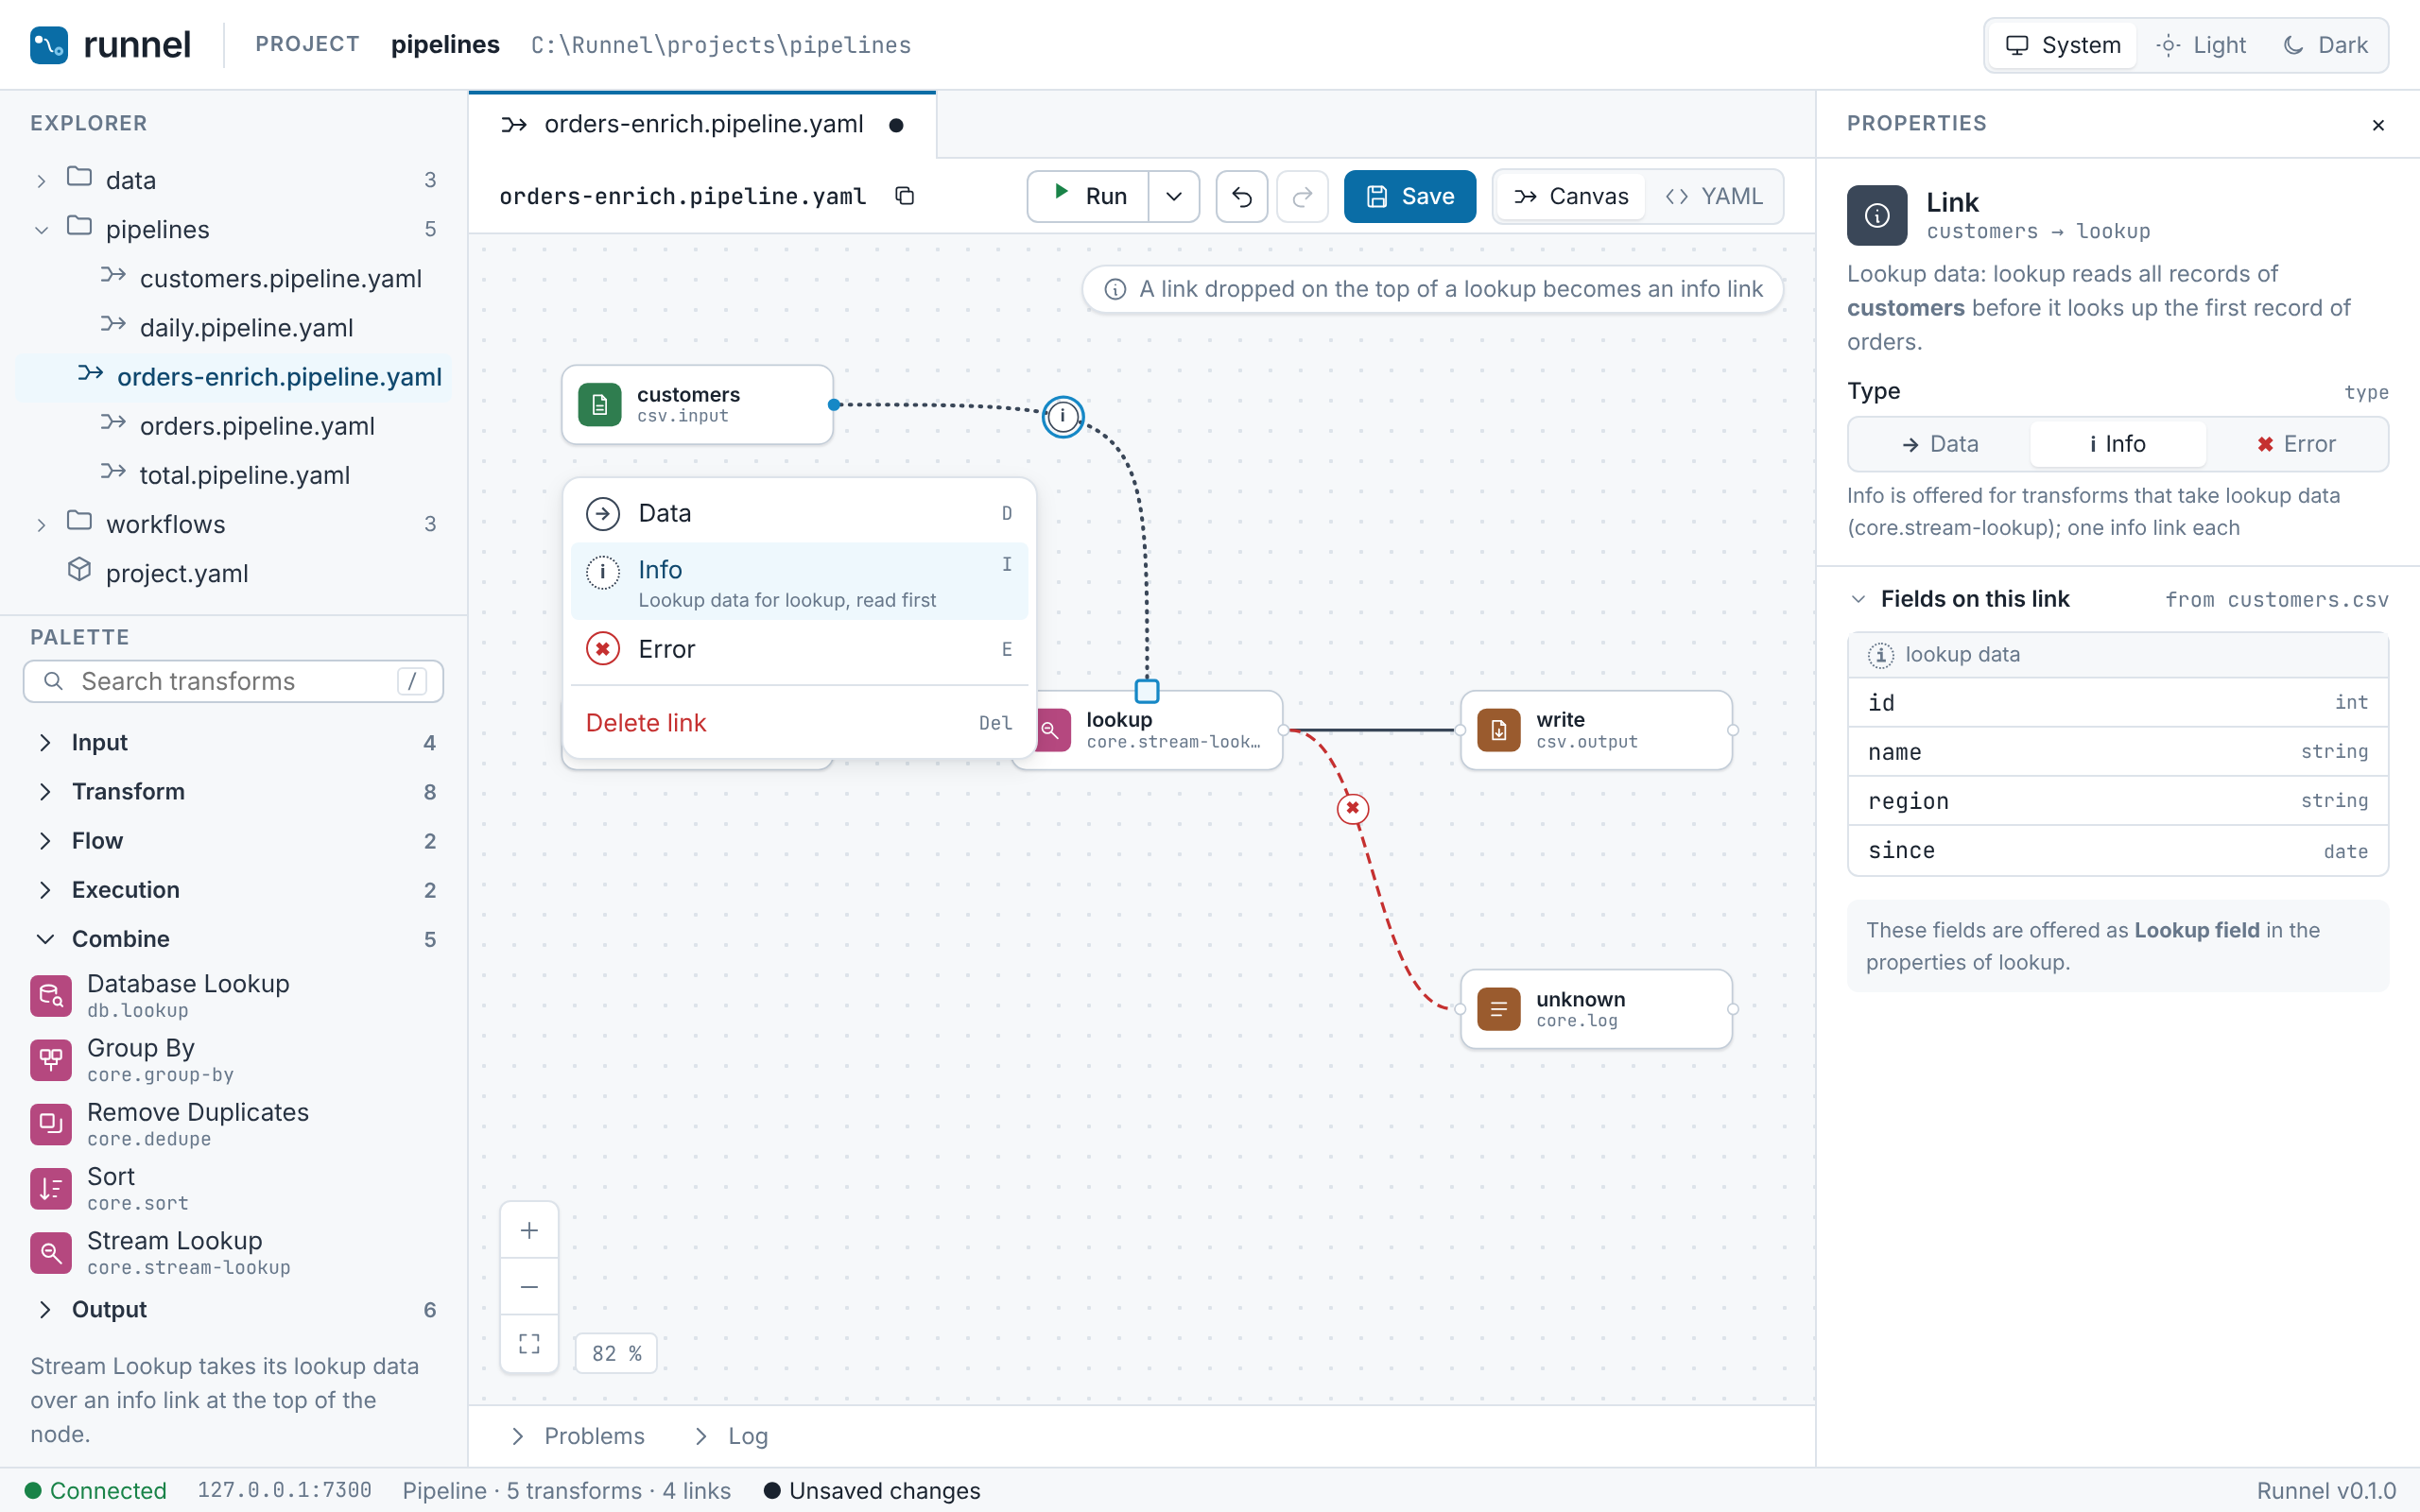 runnel PROJECT pipelines C:\Runnel\projects\pipelines System Light Dark
EXPLORER
data 3
pipelines 5
customers.pipeline.yaml
daily.pipeline.yaml
orders-enrich.pipeline.yaml
orders.pipeline.yaml
total.pipeline.yaml
workflows 3
project.yaml
PALETTE
Search transforms /
Input 4
Transform 8
Flow 2
Execution 2
Combine 5
Database Lookup
db.lookup
Group By
core.group-by
Remove Duplicates
core.dedupe
Sort
core.sort
Stream Lookup
core.stream-lookup
Output 6
Stream Lookup takes its lookup data
over an info link at the top of the
node.
orders-enrich.pipeline.yaml
orders-enrich.pipeline.yaml Run Save Canvas YAML
A link dropped on the top of a lookup becomes an info link
customers
csv.input
i
Data D
i Info I
Lookup data for lookup, read first
Error E
Delete link Del
lookup
core.stream-look…
write
csv.output
unknown
core.log
82 %
Problems Log
PROPERTIES
Link
customers → lookup
Lookup data: lookup reads all records of
customers before it looks up the first record of
orders.
Type type
→ Data i Info ✖ Error
Info is offered for transforms that take lookup data
(core.stream-lookup); one info link each
Fields on this link from customers.csv
i lookup data
id int
name string
region string
since date
These fields are offered as Lookup field in the
properties of lookup.
Connected 127.0.0.1:7300 Pipeline · 5 transforms · 4 links Unsaved changes Runnel v0.1.0